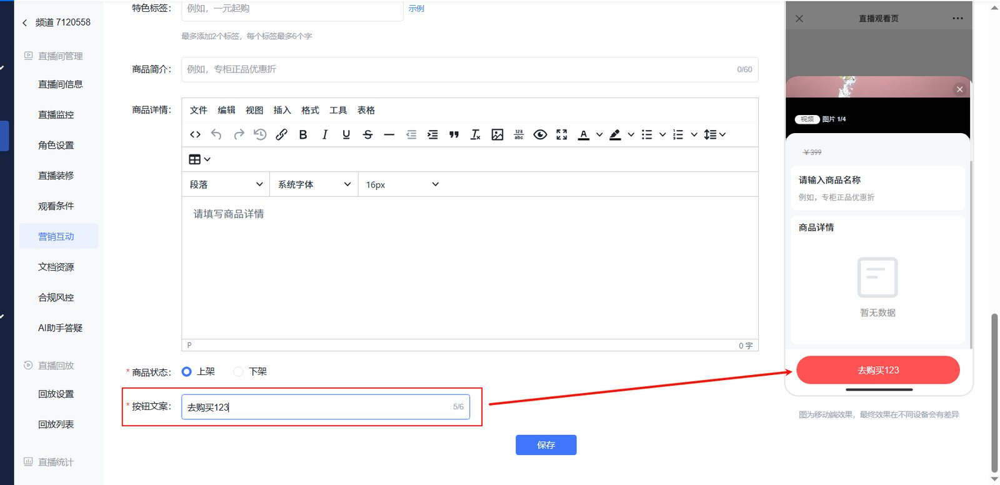 频道 7120558
直播间管理
直播间信息
直播监控
角色设置
直播装修
观看条件
营销互动
文档资源
合规风控
AI助手答疑
直播回放
回放设置
回放列表
直播统计
特色标签：
例如，一元起购
示例
最多添加2个标签，每个标签最多6个字
商品简介：
例如，专柜正品优惠折
0/60
商品详情：
文件 编辑 视图 插入 格式 工具 表格
段落
系统字体
16px
请填写商品详情
P
0 字
* 商品状态：
上架
下架
* 按钮文案：
去购买123
5/6
保存
直播观看页
视频 图片 1/4
￥399
请输入商品名称
例如，专柜正品优惠折
商品详情
暂无数据
去购买123
图为移动端效果，最终效果在不同设备会有差异